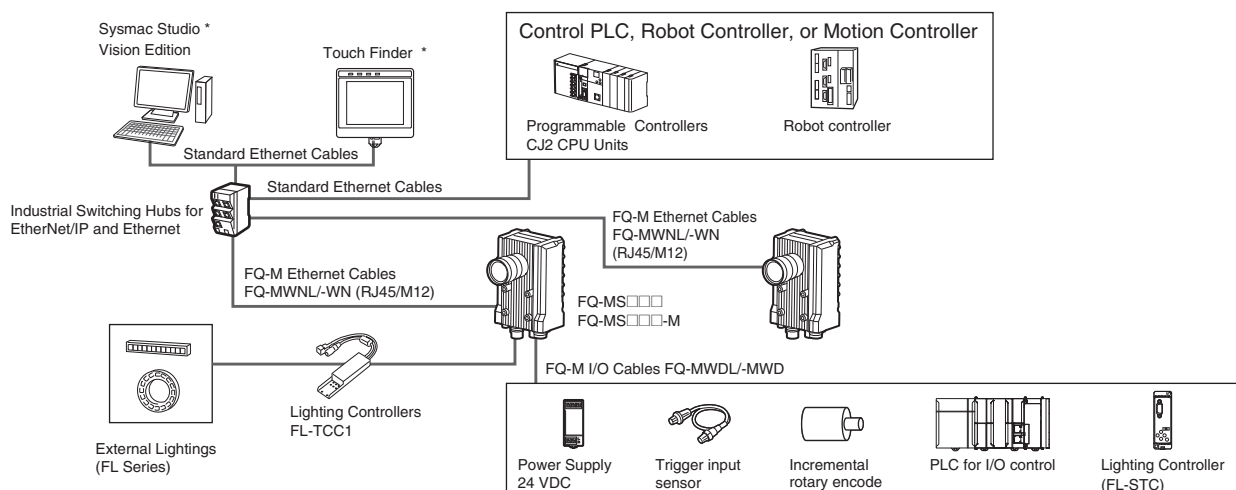 Sysmac Studio *
Vision Edition
Touch Finder *
Control PLC, Robot Controller, or Motion Controller
Programmable Controllers
CJ2 CPU Units
Robot controller
Standard Ethernet Cables
Standard Ethernet Cables
Industrial Switching Hubs for
EtherNet/IP and Ethernet
FQ-M Ethernet Cables
FQ-MWNL/-WN
(RJ45/M12)
FQ-M Ethernet Cables
FQ-MWNL/-WN (RJ45/M12)
FQ-MS□□□
FQ-MS□□□-M
FQ-M I/O Cables FQ-MWDL/-MWD
Lighting Controllers
FL-TCC1
External Lightings
(FL Series)
Power Supply
24 VDC
Trigger input
sensor
Incremental
rotary encode
PLC for I/O control
Lighting Controller
(FL-STC)